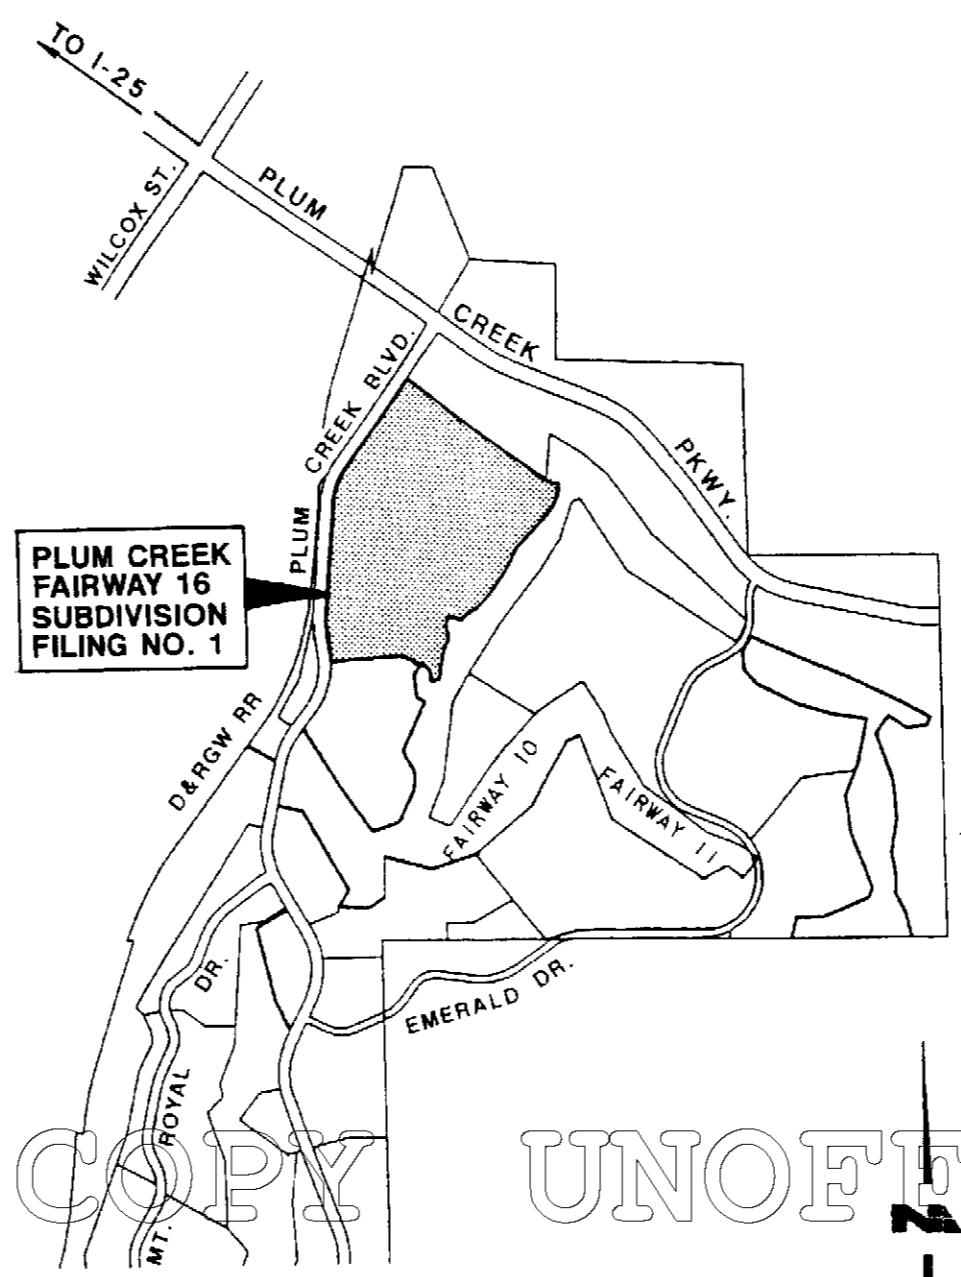 TO I-25
WILCOX ST.
PLUM
CREEK
PKWY.
PLUM CREEK BLVD.
PLUM CREEK
FAIRWAY 16
SUBDIVISION
FILING NO. 1
D&RGW RR
FAIRWAY 10
FAIRWAY 11
EMERALD DR.
MT. ROYAL DR.
COPY UNOFF
N